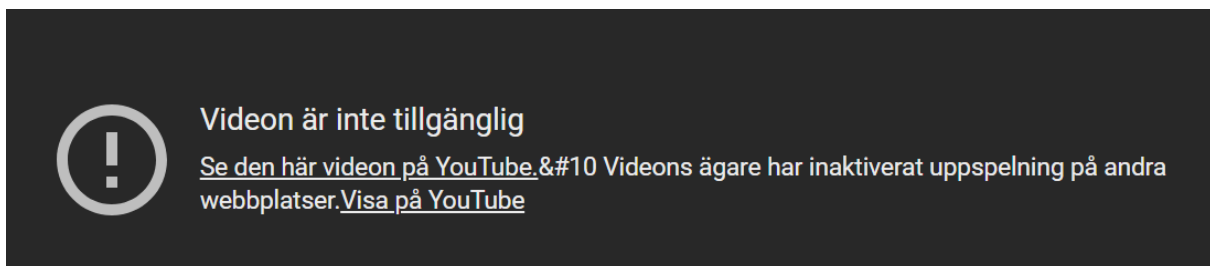 Videon är inte tillgänglig
Se den här videon på YouTube.&#10 Videons ägare har inaktiverat uppspelning på andra
webbplatser.Visa på YouTube